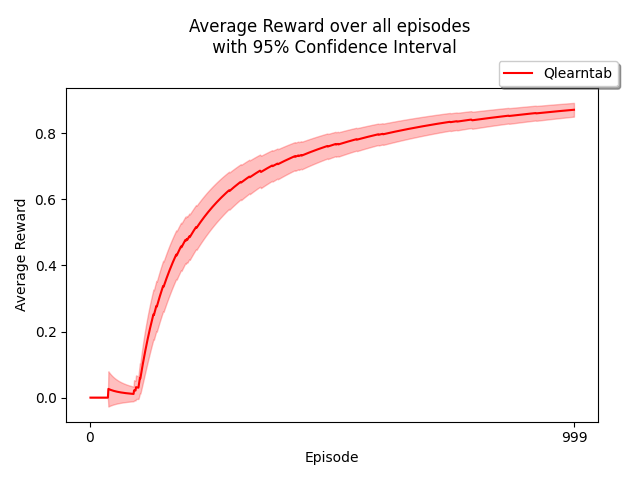 Average Reward over all episodes
with 95% Confidence Interval
Qlearntab
Average Reward
0.8
0.6
0.4
0.2
0.0
0
999
Episode